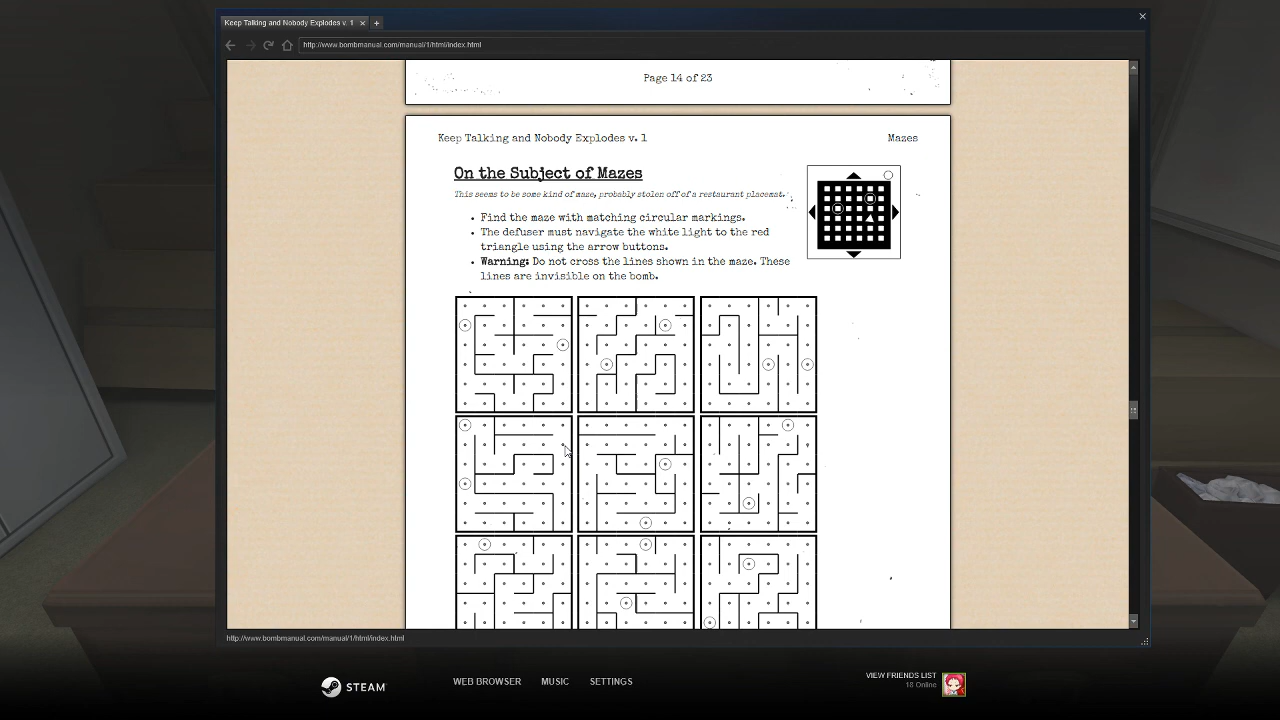 Keep Talking and Nobody Explodes v. 1
http://www.bombmanual.com/manual/1/html/index.html
Page 14 of 23
Keep Talking and Nobody Explodes v. 1
Mazes
On the Subject of Mazes
This seems to be some kind of maze, probably stolen off of a restaurant placemat.
• Find the maze with matching circular markings.
• The defuser must navigate the white light to the red
triangle using the arrow buttons.
• Warning: Do not cross the lines shown in the maze. These
lines are invisible on the bomb.
http://www.bombmanual.com/manual/1/html/index.html
STEAM
WEB BROWSER
MUSIC
SETTINGS
VIEW FRIENDS LIST
18 Online